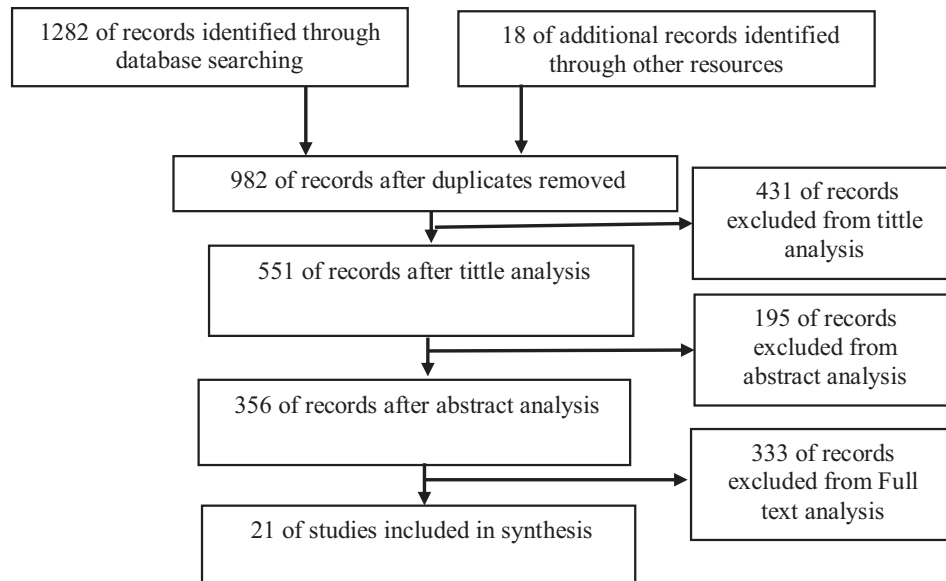 1282 of records identified through
database searching
18 of additional records identified
through other resources
982 of records after duplicates removed
431 of records
excluded from tittle
analysis
551 of records after tittle analysis
195 of records
excluded from
abstract analysis
356 of records after abstract analysis
333 of records
excluded from Full
text analysis
21 of studies included in synthesis